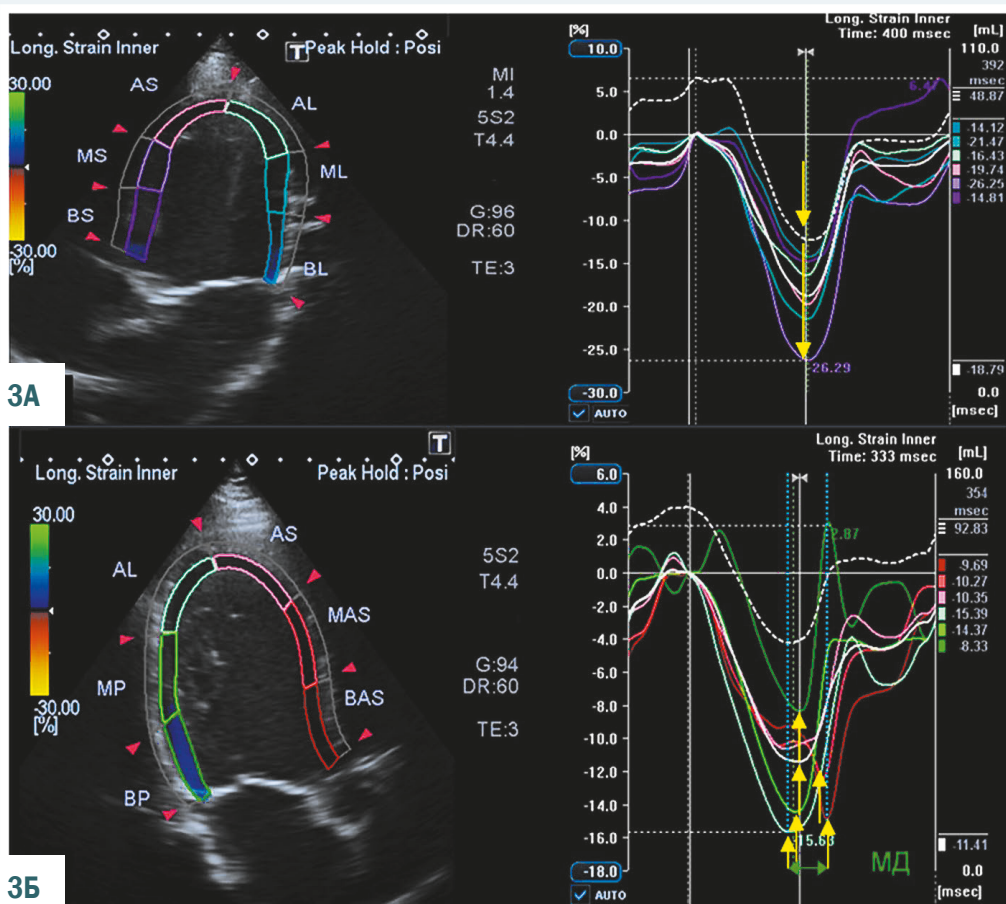 Long. Strain Inner
T Peak Hold : Posi
30.00
-30.00
[%]
AS
AL
MS
ML
BS
BL
MI
1.4
5S2
T4.4
G:96
DR:60
TE:3
3А
Long. Strain Inner
Time: 400 msec
[%]
[mL]
10.0
5.0
0.0
-5.0
-10.0
-15.0
-20.0
-25.0
-30.0
AUTO
6.47
-26.29
110.0
392
msec
48.87
-14.12
-21.47
-16.43
-19.74
-26.25
-14.81
-18.79
0.0
[msec]
T
Long. Strain Inner
Peak Hold : Posi
30.00
-30.00
[%]
AS
AL
MAS
MP
BAS
BP
5S2
T4.4
G:94
DR:60
TE:3
3Б
Long. Strain Inner
Time: 333 msec
[%]
[mL]
6.0
4.0
2.0
0.0
-2.0
-4.0
-6.0
-8.0
-10.0
-12.0
-14.0
-16.0
-18.0
AUTO
2.87
15.63
МД
160.0
354
msec
92.83
-9.69
-10.27
-10.35
-15.39
-14.37
-8.33
-11.41
0.0
[msec]